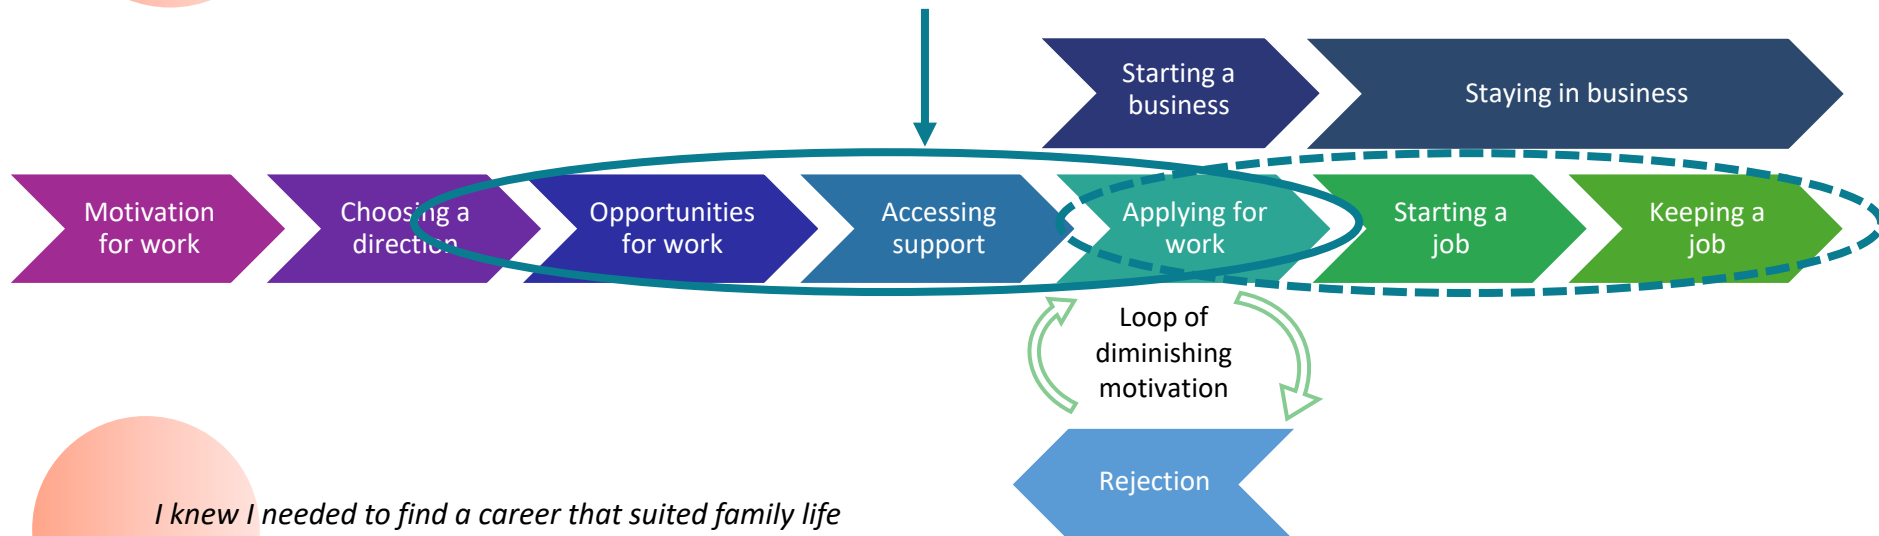 Starting a
business
Staying in business
Motivation
for work
Choosing a
direction
Opportunities
for work
Accessing
support
Applying for
work
Starting a
job
Keeping a
job
Loop of
diminishing
motivation
Rejection
I knew I needed to find a career that suited family life